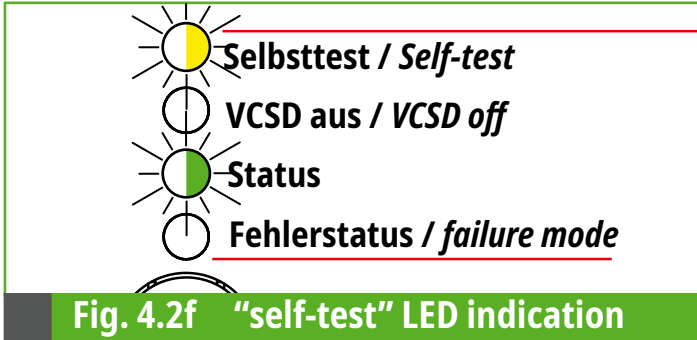 Selbsttest / Self-test
VCSD aus / VCSD off
Status
Fehlerstatus / failure mode
Fig. 4.2f “self-test” LED indication